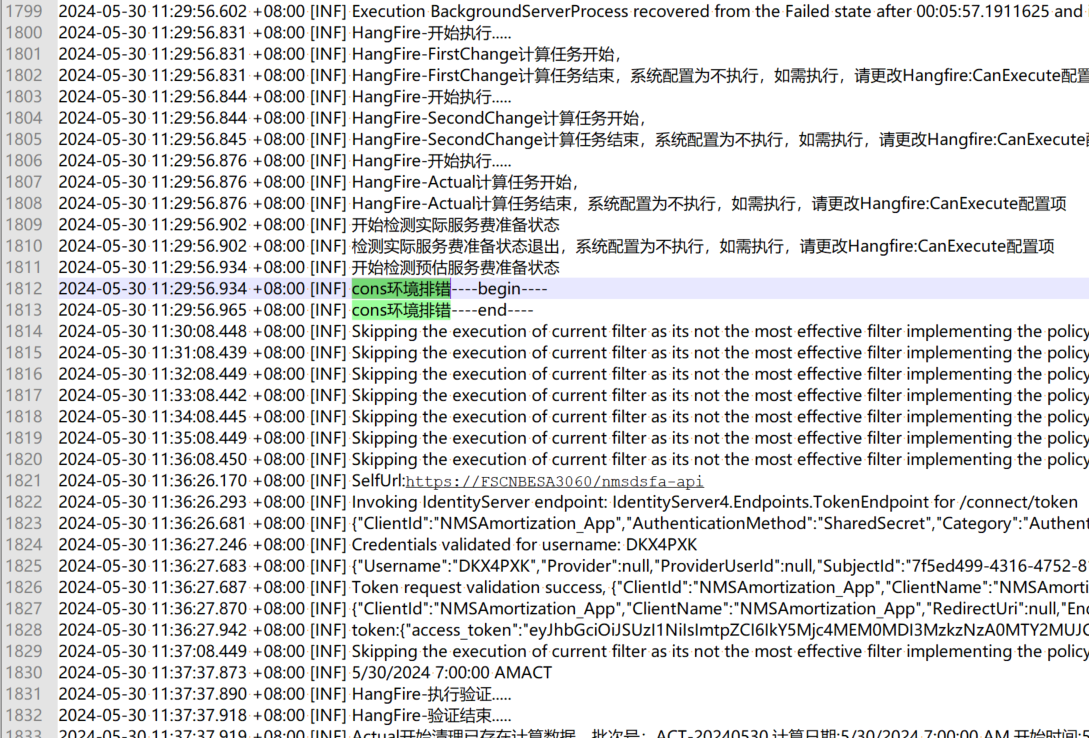 1799 2024-05-30 11:29:56.602 +08:00 [INF] Execution BackgroundServerProcess recovered from the Failed state after 00:05:57.1911625 and
1800 2024-05-30 11:29:56.831 +08:00 [INF] HangFire-开始执行.....
1801 2024-05-30 11:29:56.831 +08:00 [INF] HangFire-FirstChange计算任务开始，
1802 2024-05-30 11:29:56.831 +08:00 [INF] HangFire-FirstChange计算任务结束，系统配置为不执行，如需执行，请更改Hangfire:CanExecute配置
1803 2024-05-30 11:29:56.844 +08:00 [INF] HangFire-开始执行.....
1804 2024-05-30 11:29:56.844 +08:00 [INF] HangFire-SecondChange计算任务开始，
1805 2024-05-30 11:29:56.845 +08:00 [INF] HangFire-SecondChange计算任务结束，系统配置为不执行，如需执行，请更改Hangfire:CanExecute
1806 2024-05-30 11:29:56.876 +08:00 [INF] HangFire-开始执行.....
1807 2024-05-30 11:29:56.876 +08:00 [INF] HangFire-Actual计算任务开始，
1808 2024-05-30 11:29:56.876 +08:00 [INF] HangFire-Actual计算任务结束，系统配置为不执行，如需执行，请更改Hangfire:CanExecute配置项
1809 2024-05-30 11:29:56.902 +08:00 [INF] 开始检测实际服务费准备状态
1810 2024-05-30 11:29:56.902 +08:00 [INF] 检测实际服务费准备状态退出，系统配置为不执行，如需执行，请更改Hangfire:CanExecute配置项
1811 2024-05-30 11:29:56.934 +08:00 [INF] 开始检测预估服务费准备状态
1812 2024-05-30 11:29:56.934 +08:00 [INF] cons环境排错----begin----
1813 2024-05-30 11:29:56.965 +08:00 [INF] cons环境排错----end----
1814 2024-05-30 11:30:08.448 +08:00 [INF] Skipping the execution of current filter as its not the most effective filter implementing the policy
1815 2024-05-30 11:31:08.439 +08:00 [INF] Skipping the execution of current filter as its not the most effective filter implementing the policy
1816 2024-05-30 11:32:08.449 +08:00 [INF] Skipping the execution of current filter as its not the most effective filter implementing the policy
1817 2024-05-30 11:33:08.442 +08:00 [INF] Skipping the execution of current filter as its not the most effective filter implementing the policy
1818 2024-05-30 11:34:08.445 +08:00 [INF] Skipping the execution of current filter as its not the most effective filter implementing the policy
1819 2024-05-30 11:35:08.449 +08:00 [INF] Skipping the execution of current filter as its not the most effective filter implementing the policy
1820 2024-05-30 11:36:08.450 +08:00 [INF] Skipping the execution of current filter as its not the most effective filter implementing the policy
1821 2024-05-30 11:36:26.170 +08:00 [INF] SelfUrl:https://FSCNBESA3060/nmsdsfa-api
1822 2024-05-30 11:36:26.293 +08:00 [INF] Invoking IdentityServer endpoint: IdentityServer4.Endpoints.TokenEndpoint for /connect/token
1823 2024-05-30 11:36:26.681 +08:00 [INF] {"ClientId":"NMSAmortization_App","AuthenticationMethod":"SharedSecret","Category":"Authent
1824 2024-05-30 11:36:27.246 +08:00 [INF] Credentials validated for username: DKX4PXK
1825 2024-05-30 11:36:27.683 +08:00 [INF] {"Username":"DKX4PXK","Provider":null,"ProviderUserId":null,"SubjectId":"7f5ed499-4316-4752-8
1826 2024-05-30 11:36:27.687 +08:00 [INF] Token request validation success, {"ClientId":"NMSAmortization_App","ClientName":"NMSAmorti
1827 2024-05-30 11:36:27.870 +08:00 [INF] {"ClientId":"NMSAmortization_App","ClientName":"NMSAmortization_App","RedirectUri":null,"En
1828 2024-05-30 11:36:27.942 +08:00 [INF] token:{"access_token":"eyJhbGciOiJSUzI1NiIsImtpZCI6IkY5Mjc4MEM0MDI3MzkzNzA0MTY2MUJC
1829 2024-05-30 11:37:08.449 +08:00 [INF] Skipping the execution of current filter as its not the most effective filter implementing the policy
1830 2024-05-30 11:37:37.873 +08:00 [INF] 5/30/2024 7:00:00 AMACT
1831 2024-05-30 11:37:37.890 +08:00 [INF] HangFire-执行验证.....
1832 2024-05-30 11:37:37.918 +08:00 [INF] HangFire-验证结束.....
1833 2024-05-30 11:37:37.919 +08:00 [INF] Actual开始清理已存在计算数据，批次号：ACT-20240530,计算日期:5/30/2024 7:00:00 AM,开始时间:5